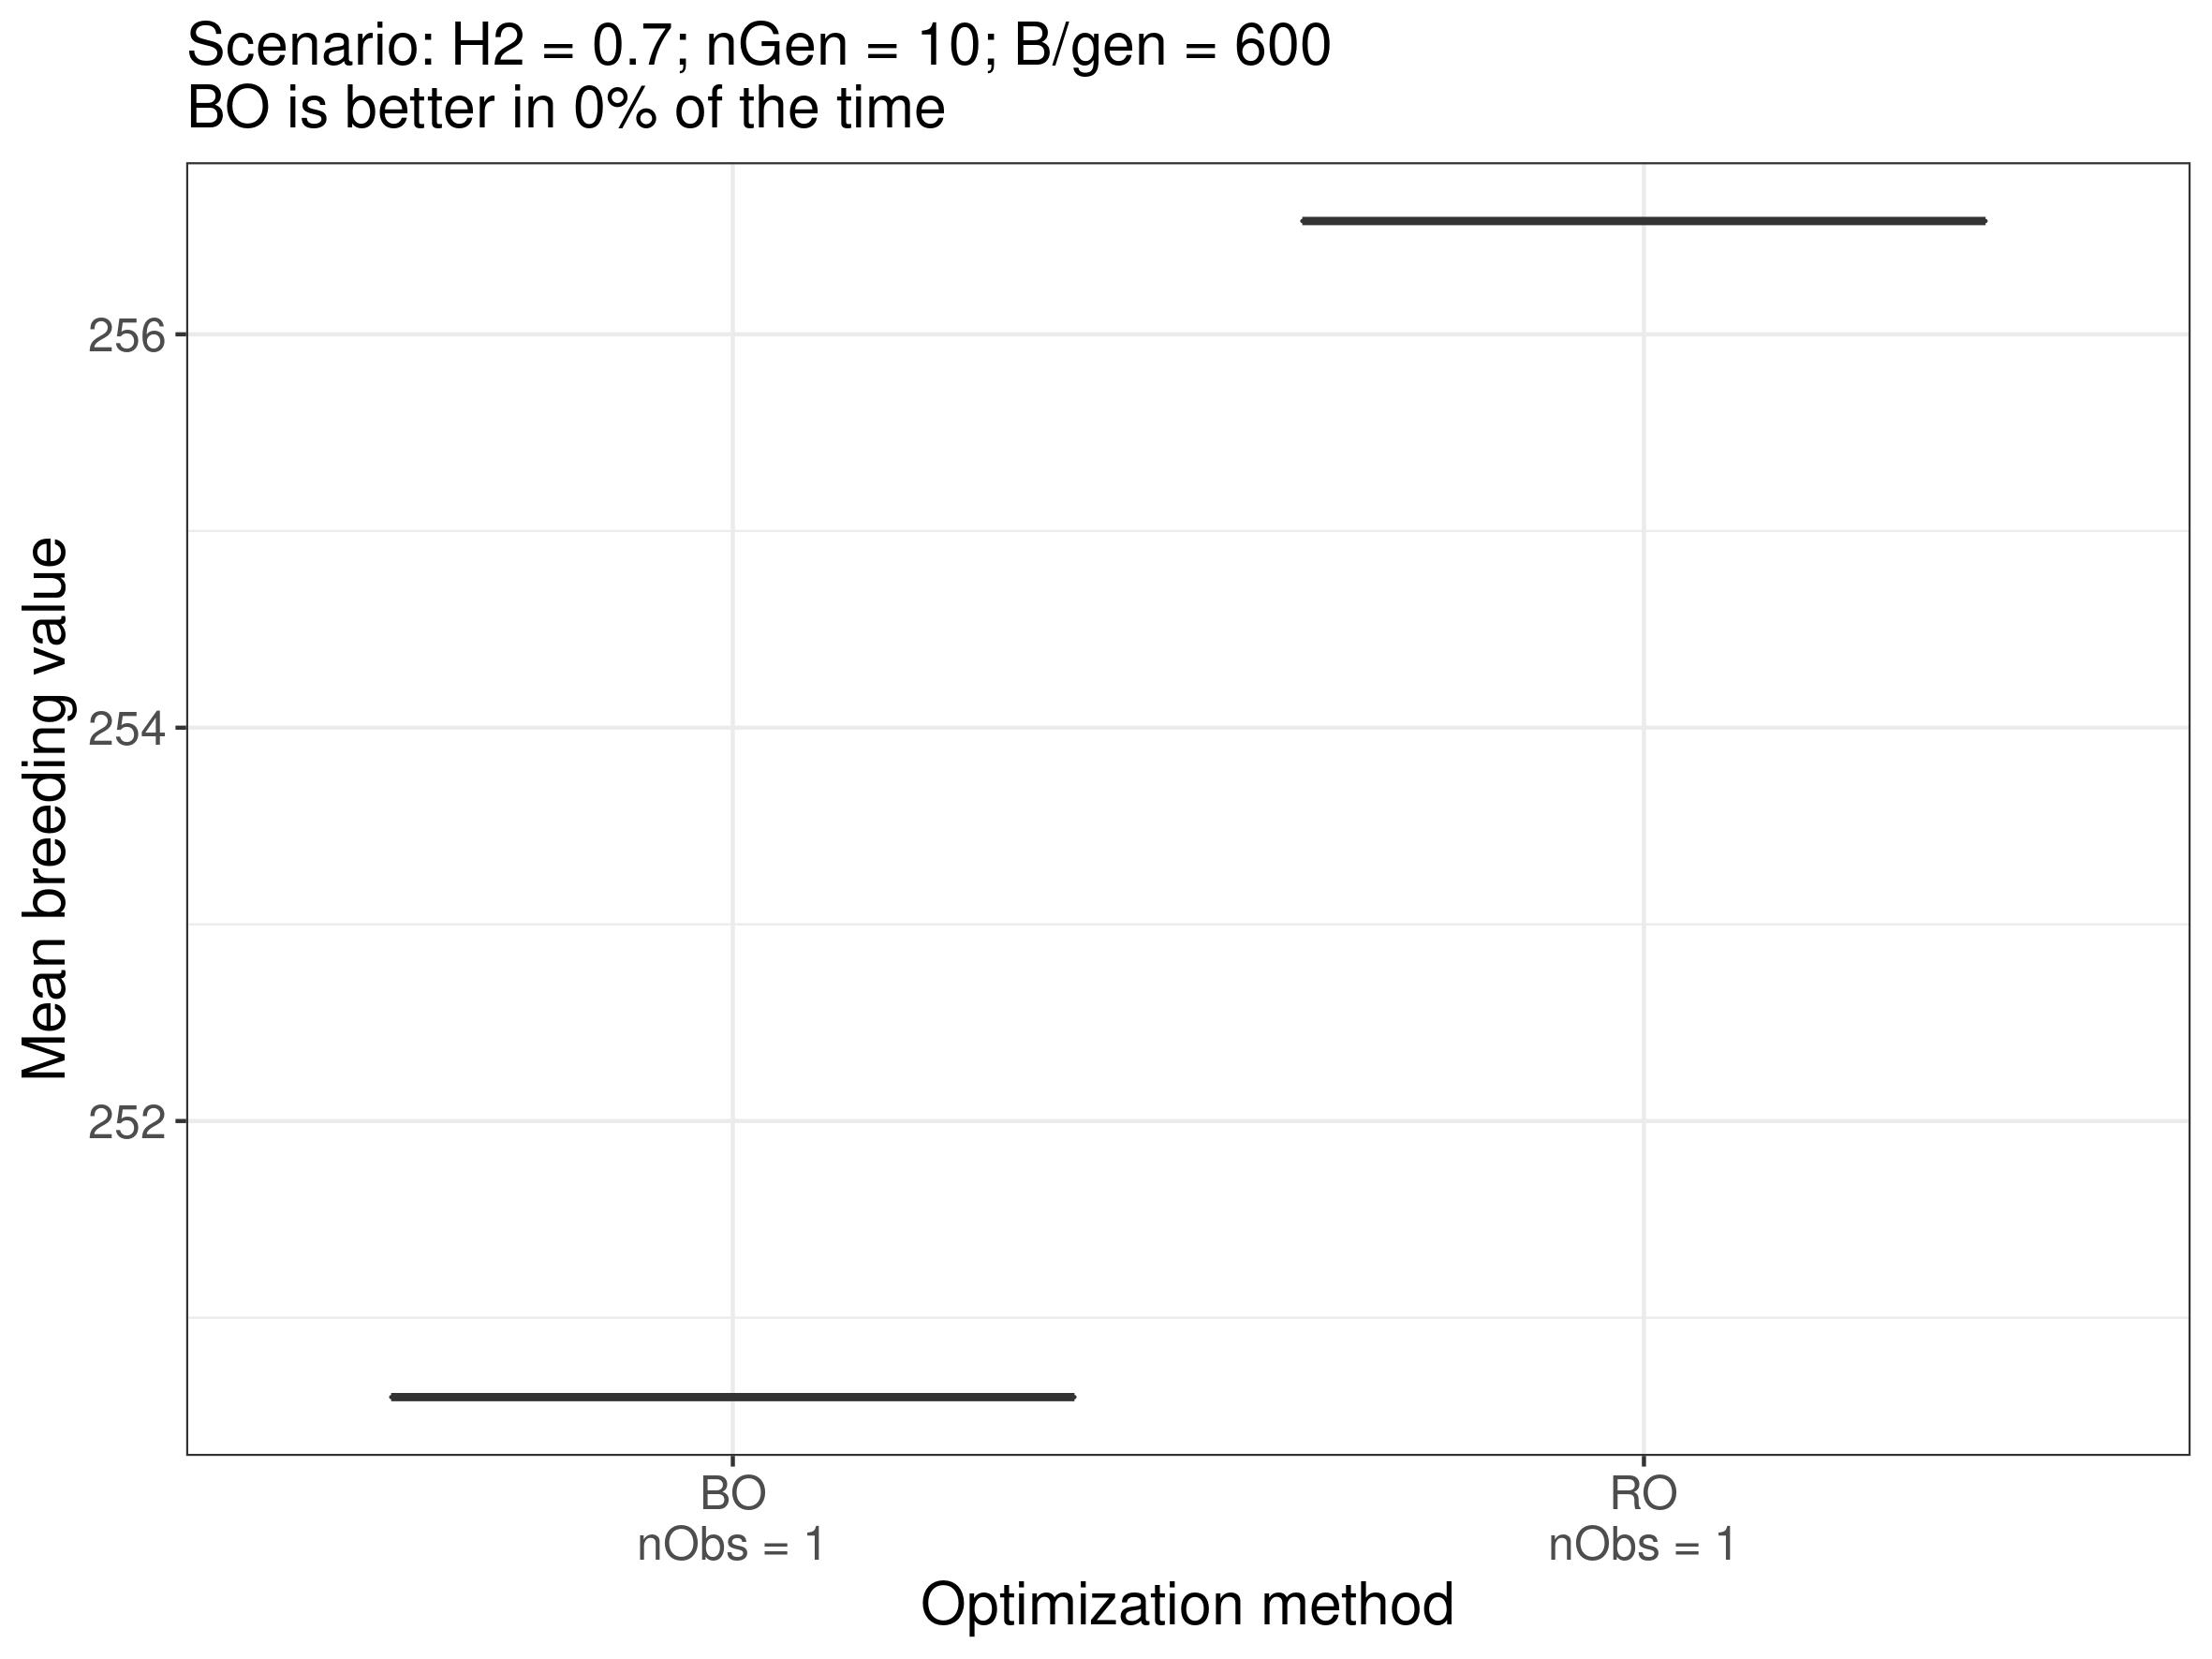 Scenario: H2 = 0.7; nGen = 10; B/gen = 600
BO is better in 0% of the time
Mean breeding value
256
254
252
BO
nObs = 1
RO
nObs = 1
Optimization method